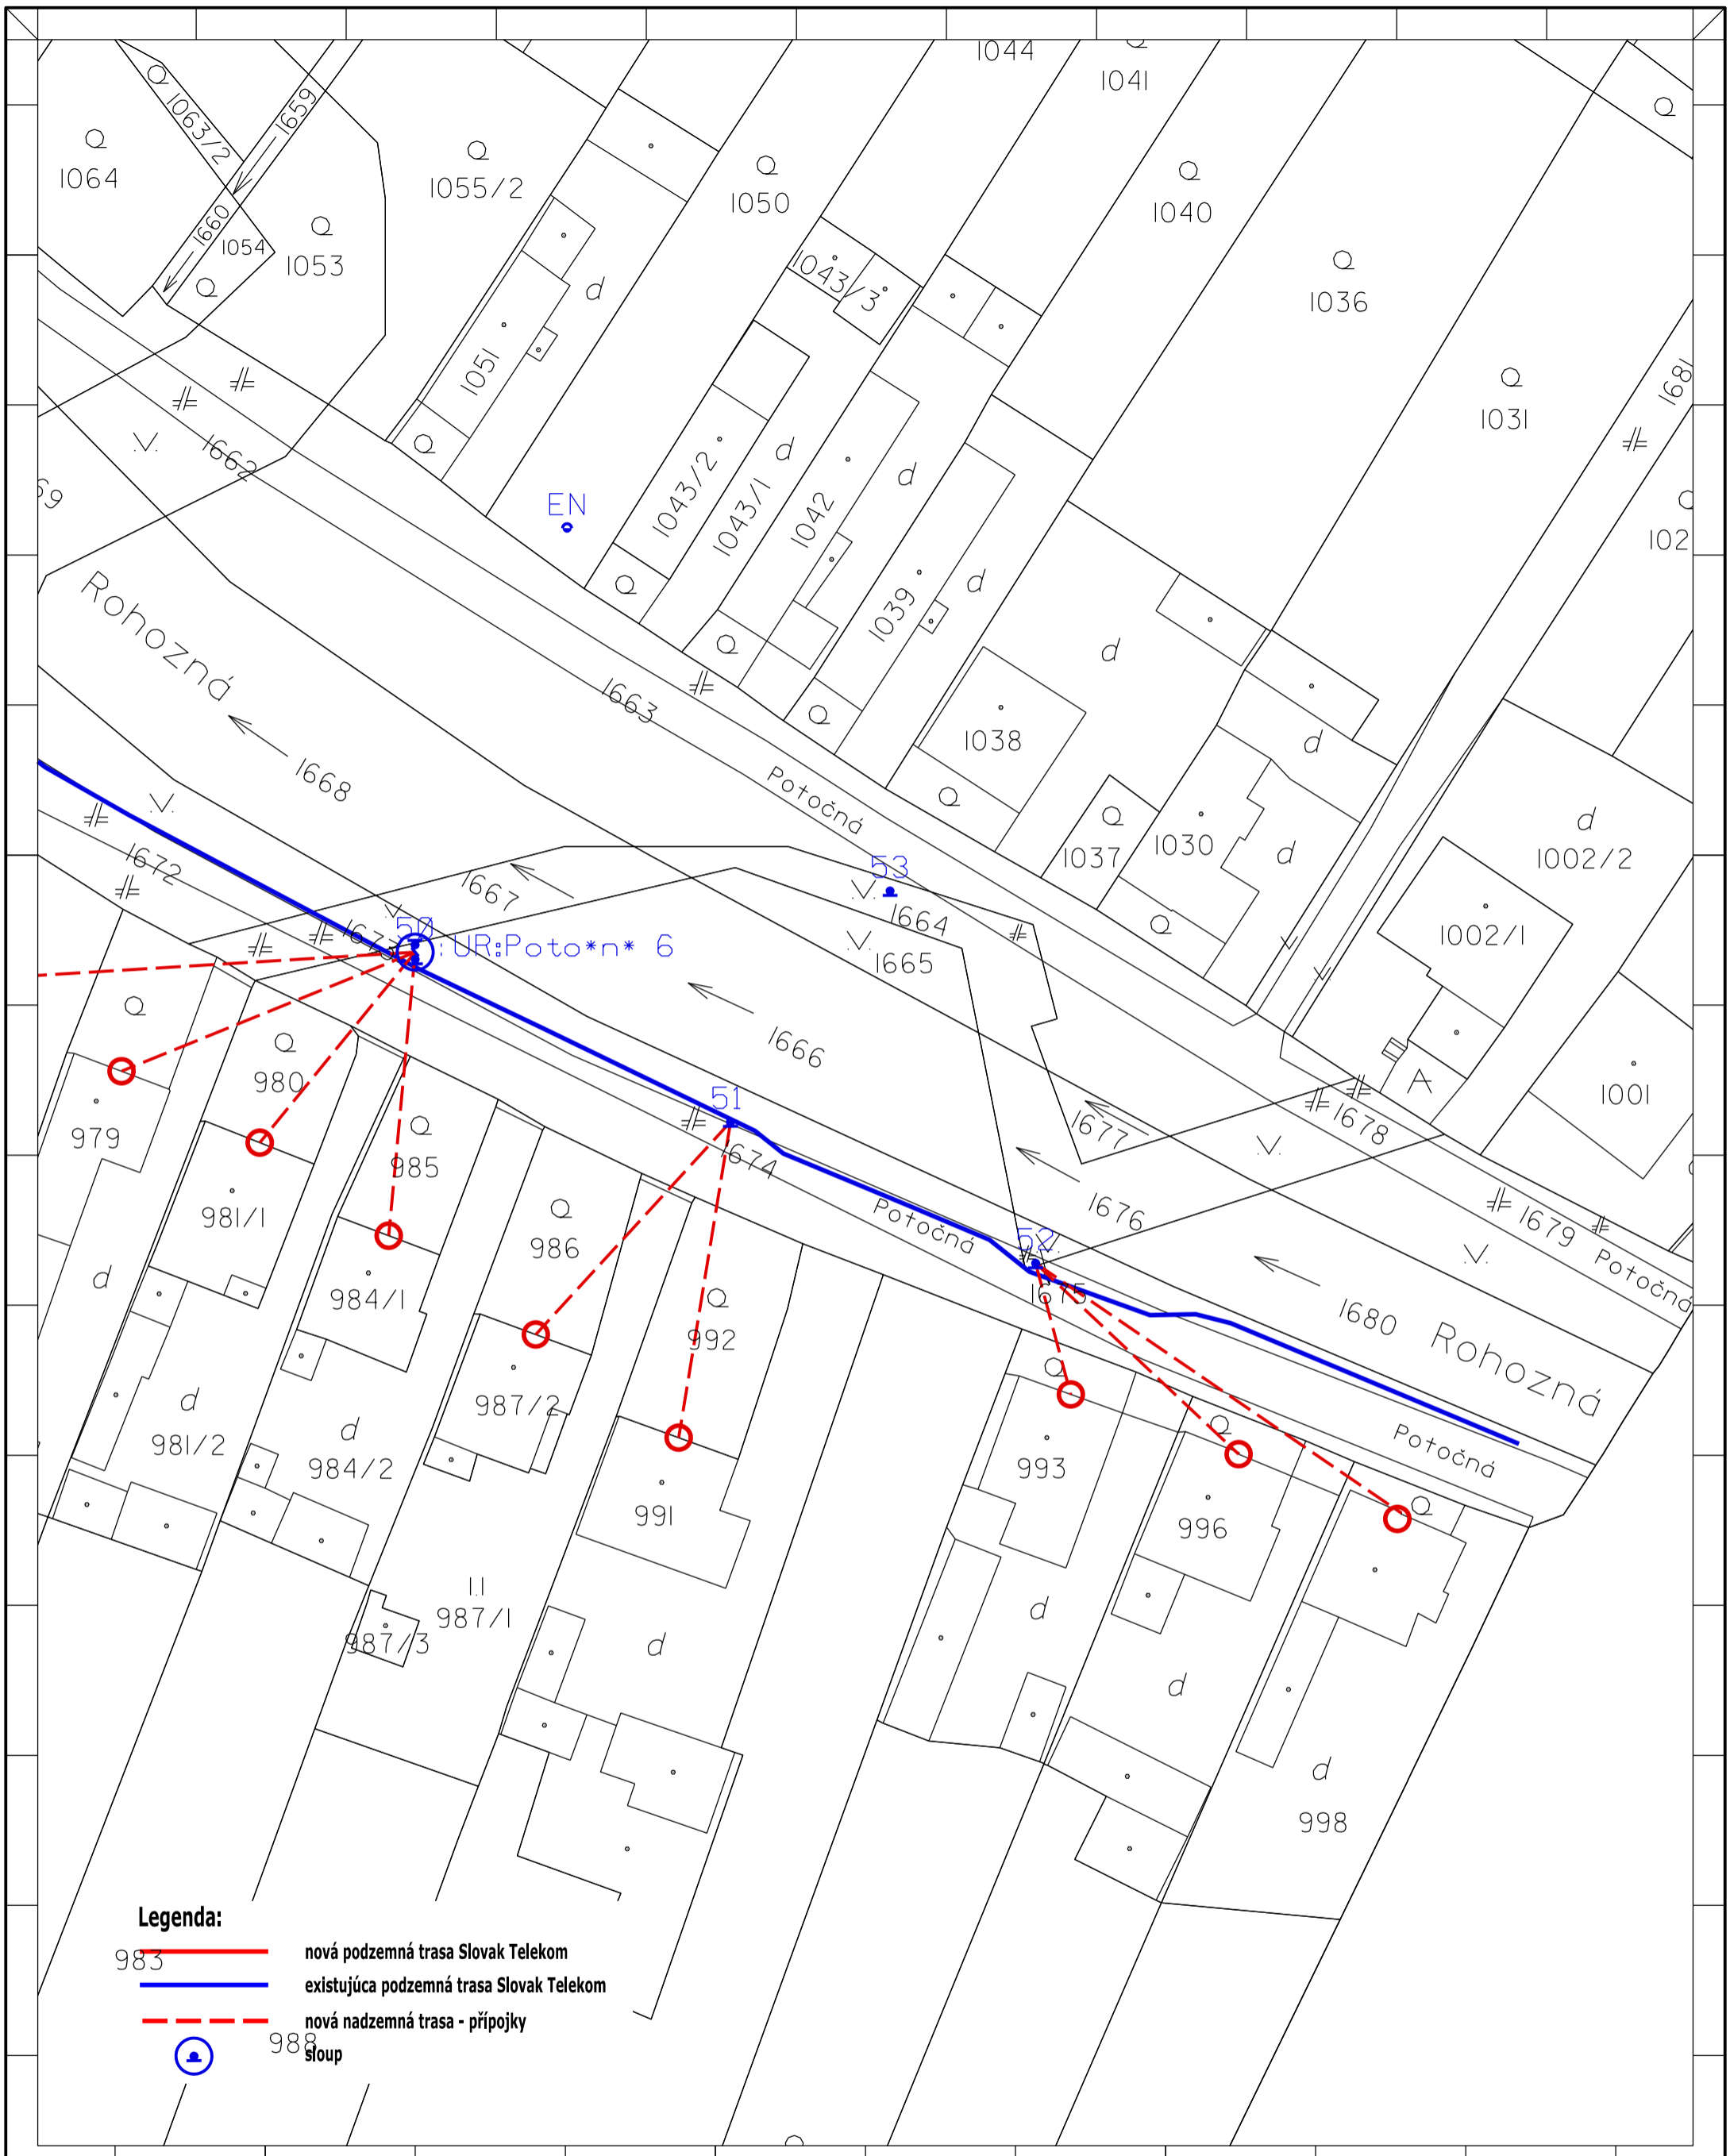 1044
1041
1659
1063/2
1064
1055/2
1050
1040
1660
1054
1053
1043/3
1036
1051
1681
1031
1662
69
EN
1043/2
1043/1
1042
102
d
d
d
d
1039
Rohozná
1663
d
1038
d
1668
Potočná
d
1002/2
1037
1030
d
1672
1667
53
1664
50
1673
:UR:Poto*n* 6
1665
1002/1
1666
980
51
1677
1678
1001
979
985
1674
981/1
986
Potočná
1676
1679
Potočná
52
d
984/1
992
1675
1680
Rohozná
987/2
d
981/2
d
984/2
Potočná
993
991
996
987/1
987/3
d
d
d
d
998
Legenda:
983
nová podzemná trasa Slovak Telekom
existujúca podzemná trasa Slovak Telekom
nová nadzemná trasa - přípojky
988
sloup